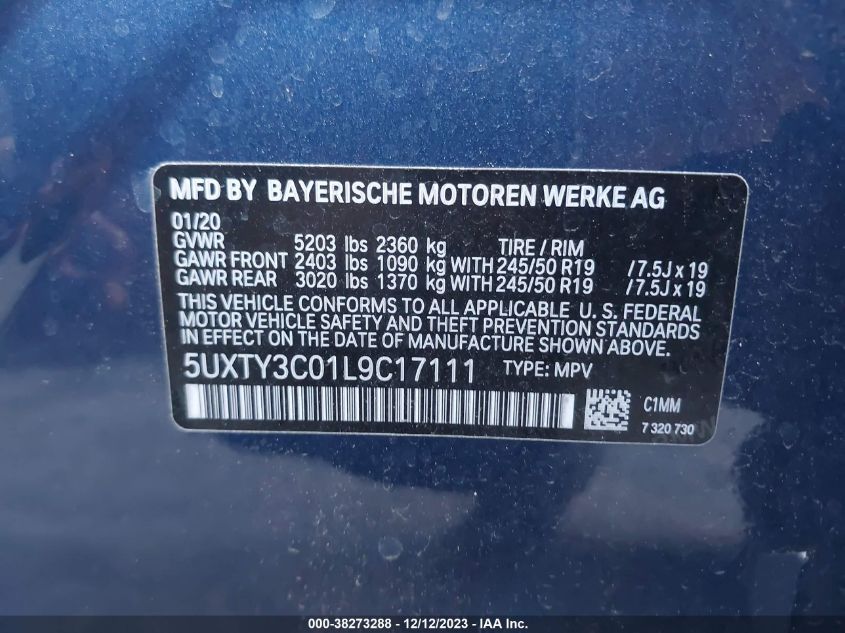 MFD BY BAYERISCHE MOTOREN WERKE AG
01/20
GVWR 5203 lbs 2360 kg TIRE / RIM
GAWR FRONT 2403 lbs 1090 kg WITH 245/50 R19 /7.5J x 19
GAWR REAR 3020 lbs 1370 kg WITH 245/50 R19 /7.5J x 19
THIS VEHICLE CONFORMS TO ALL APPLICABLE U. S. FEDERAL
MOTOR VEHICLE SAFETY AND THEFT PREVENTION STANDARDS
IN EFFECT ON THE DATE OF MANUFACTURE SHOWN ABOVE.
5UXTY3C01L9C17111 TYPE: MPV
C1MM
7 320 730
000-38273288 - 12/12/2023 - IAA Inc.